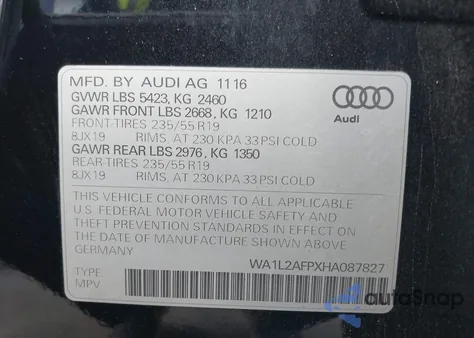 MFD. BY AUDI AG 11 16
GVWR LBS 5423, KG 2460
GAWR FRONT LBS 2668, KG 1210
FRONT-TIRES 235/55 R19
8JX19 RIMS, AT 230 KPA 33 PSI COLD
GAWR REAR LBS 2976, KG 1350
REAR-TIRES 235/55 R19
8JX19 RIMS, AT 230 KPA 33 PSI COLD
Audi
THIS VEHICLE CONFORMS TO ALL APPLICABLE
U.S. FEDERAL MOTOR VEHICLE SAFETY AND
THEFT PREVENTION STANDARDS IN EFFECT ON
THE DATE OF MANUFACTURE SHOWN ABOVE
GERMANY
WA1L2AFPXHA087827
TYPE
MPV
autoSnap